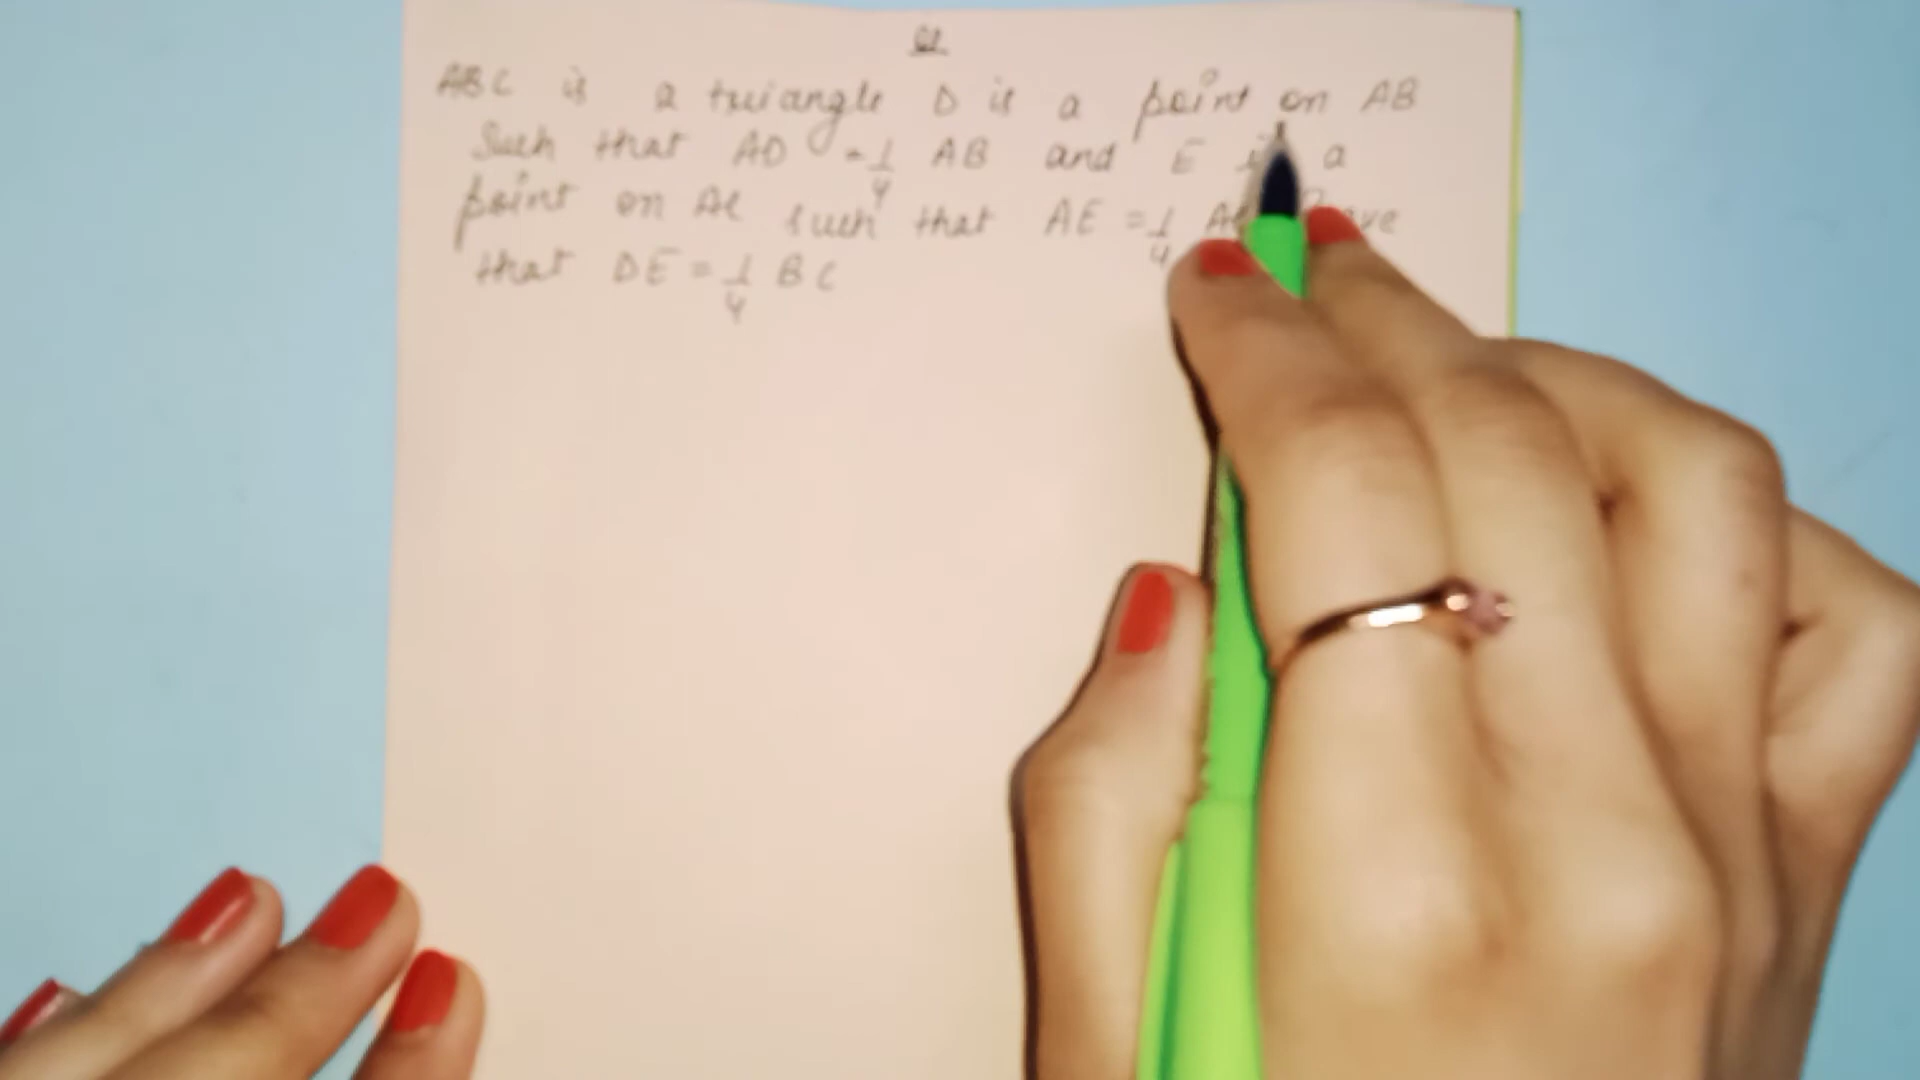 Q
ABC is a triangle D is a point on AB
Such that AD = 1/4 AB and E is a
point on AC such that AE = 1/4
that DE = 1/4 BC